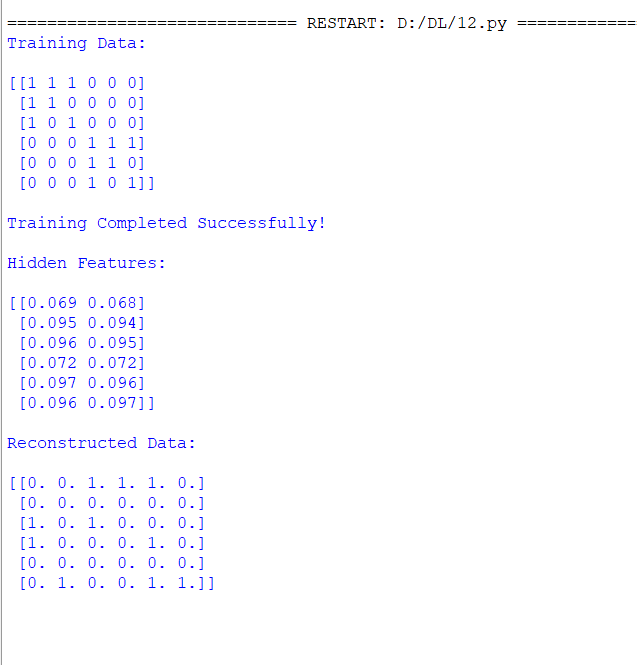 ============================= RESTART: D:/DL/12.py ============
Training Data:

[[1 1 1 0 0 0]
 [1 1 0 0 0 0]
 [1 0 1 0 0 0]
 [0 0 0 1 1 1]
 [0 0 0 1 1 0]
 [0 0 0 1 0 1]]

Training Completed Successfully!

Hidden Features:

[[0.069 0.068]
 [0.095 0.094]
 [0.096 0.095]
 [0.072 0.072]
 [0.097 0.096]
 [0.096 0.097]]

Reconstructed Data:

[[0. 0. 1. 1. 1. 0.]
 [0. 0. 0. 0. 0. 0.]
 [1. 0. 1. 0. 0. 0.]
 [1. 0. 0. 0. 1. 0.]
 [0. 0. 0. 0. 0. 0.]
 [0. 1. 0. 0. 1. 1.]]